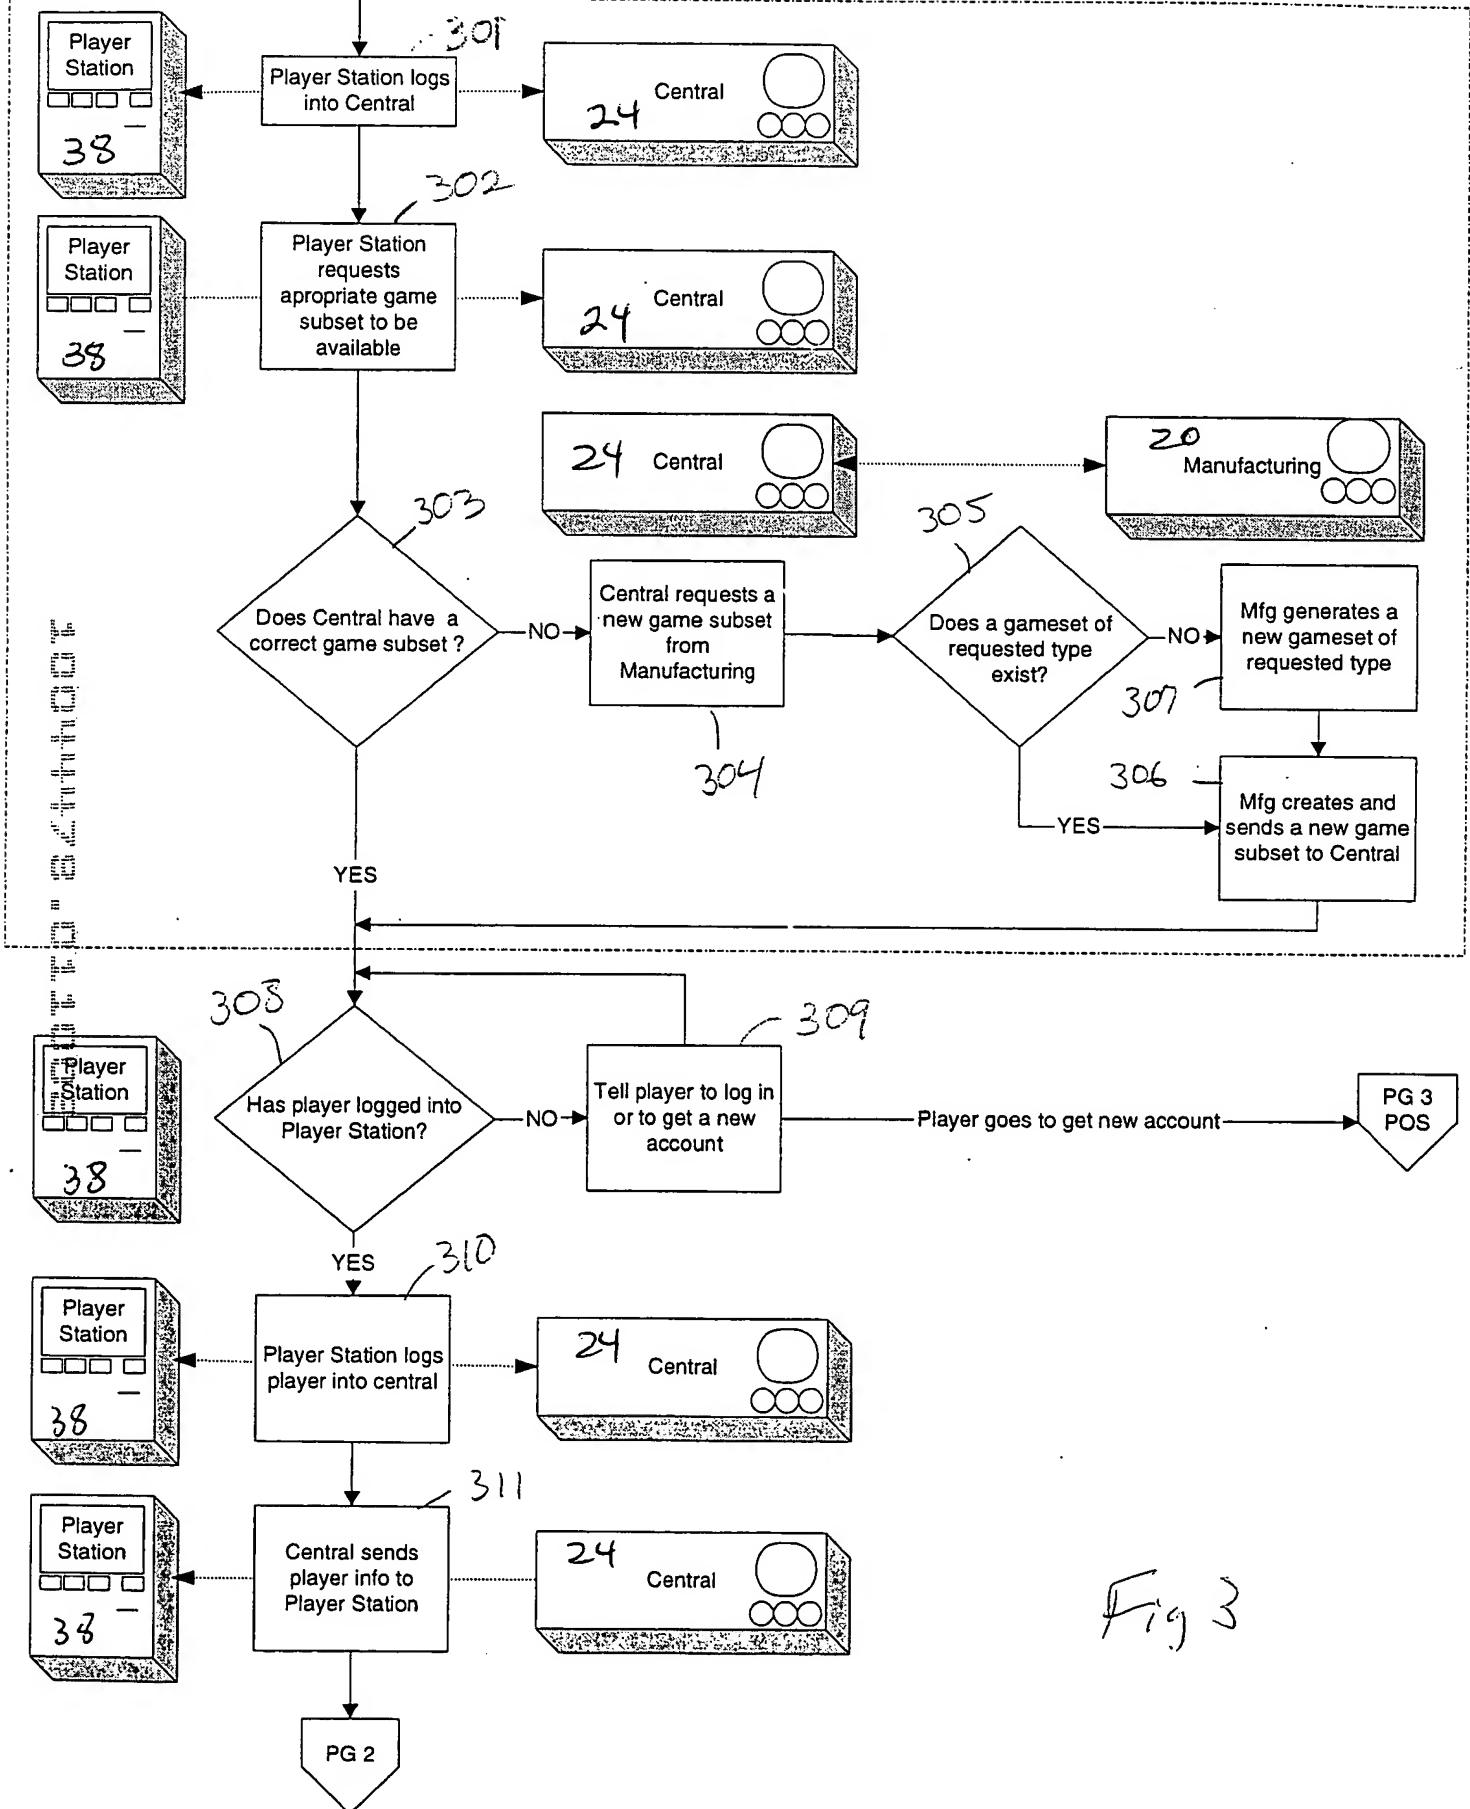 Player
Station
38
301
Player Station logs
into Central
Central
24
302
Player
Station
38
Player Station
requests
apropriate game
subset to be
available
Central
24
24 Central
20
Manufacturing
303
Does Central have a
correct game subset ?
NO
Central requests a
new game subset
from
Manufacturing
304
305
Does a gameset of
requested type
exist?
NO
Mfg generates a
new gameset of
requested type
307
306
YES
Mfg creates and
sends a new game
subset to Central
YES
308
Player
Station
38
Has player logged into
Player Station?
NO
309
Tell player to log in
or to get a new
account
Player goes to get new account
PG 3
POS
YES
310
Player
Station
38
Player Station logs
player into central
24
Central
311
Player
Station
38
Central sends
player info to
Player Station
24
Central
Fig 3
PG 2